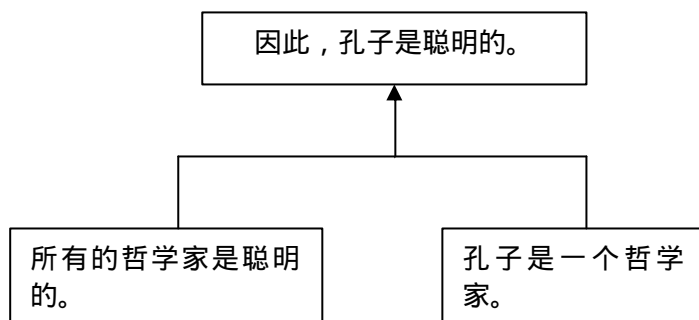 因此，孔子是聪明的。
所有的哲学家是聪明
的。
孔子是一个哲学
家。